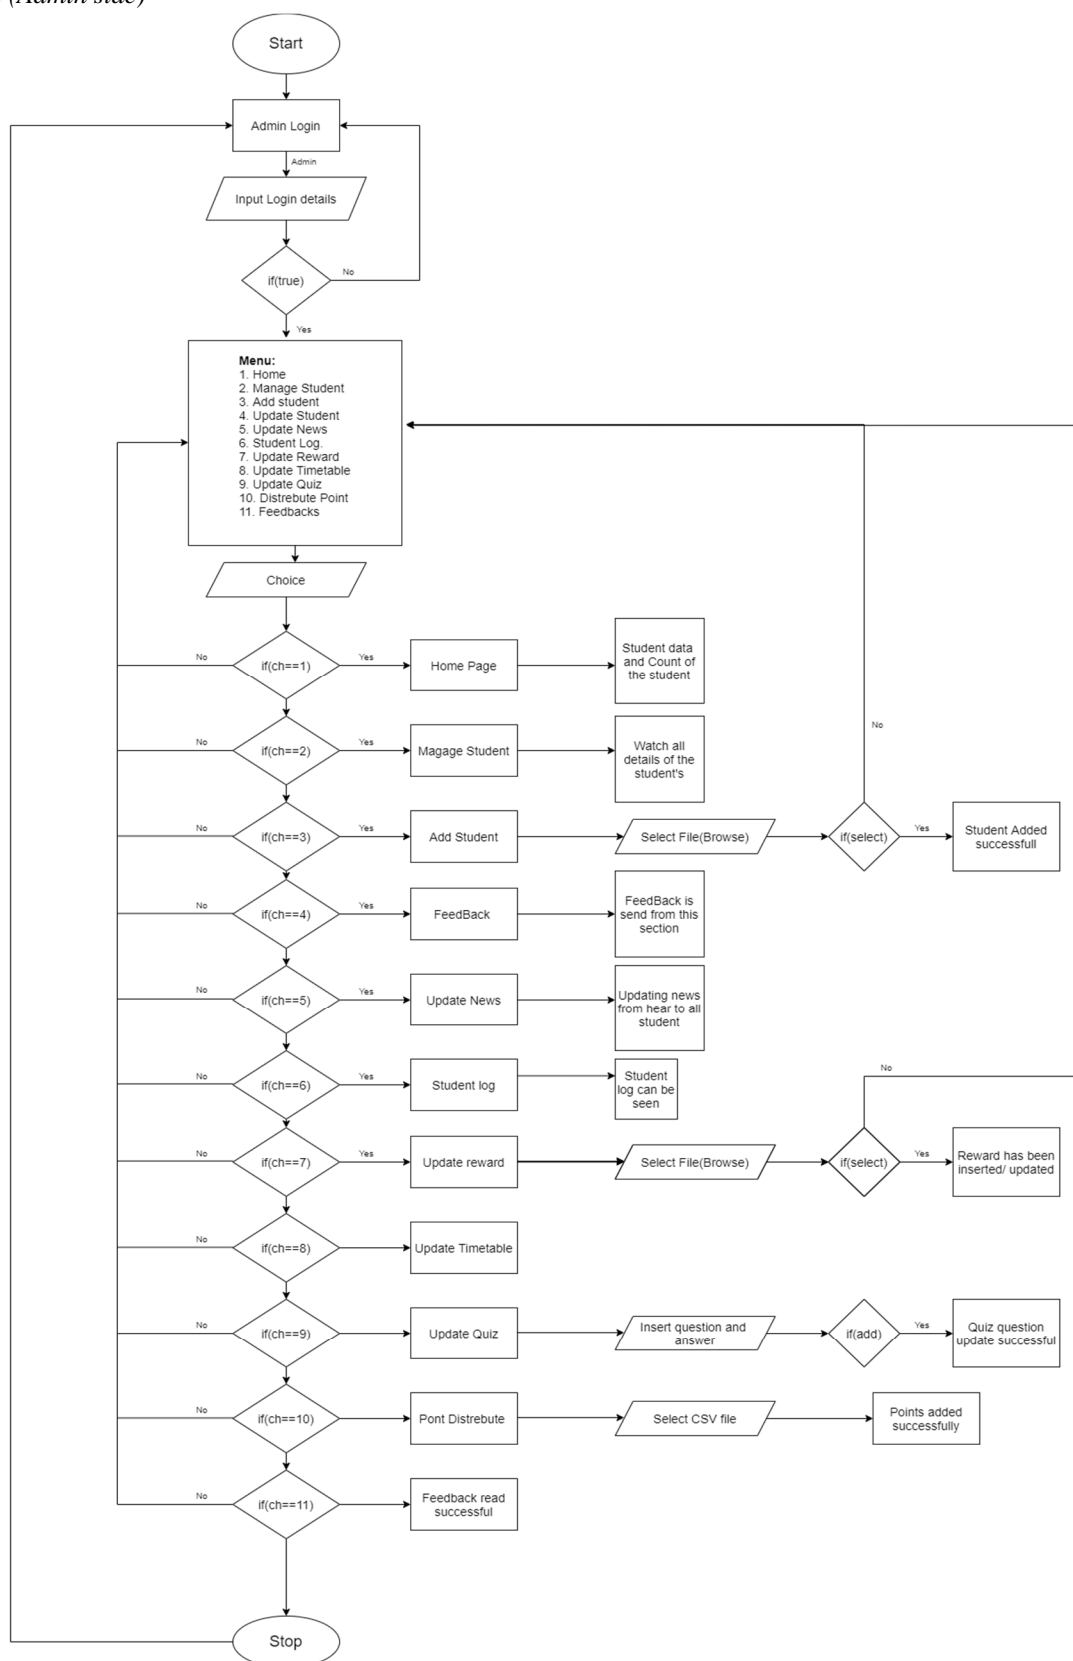 (Admin side)
Start
Admin Login
Admin
Input Login details
if(true)
No
Yes
Menu:
1. Home
2. Manage Student
3. Add student
4. Update Student
5. Update News
6. Student Log.
7. Update Reward
8. Update Timetable
9. Update Quiz
10. Distrebute Point
11. Feedbacks
Choice
No
if(ch==1)
Yes
Home Page
Student data
and Count of
the student
No
if(ch==2)
Yes
Magage Student
Watch all
details of the
student's
No
No
if(ch==3)
Yes
Add Student
Select File(Browse)
if(select)
Yes
Student Added
successfull
No
if(ch==4)
Yes
FeedBack
FeedBack is
send from this
section
No
if(ch==5)
Yes
Update News
Updating news
from hear to all
student
No
if(ch==6)
Yes
Student log
Student
log can be
seen
No
No
if(ch==7)
Yes
Update reward
Select File(Browse)
if(select)
Yes
Reward has been
inserted/ updated
No
if(ch==8)
Update Timetable
No
if(ch==9)
Update Quiz
Insert question and
answer
if(add)
Yes
Quiz question
update successful
No
if(ch==10)
Pont Distrebute
Select CSV file
Points added
successfully
No
if(ch==11)
Feedback read
successful
Stop